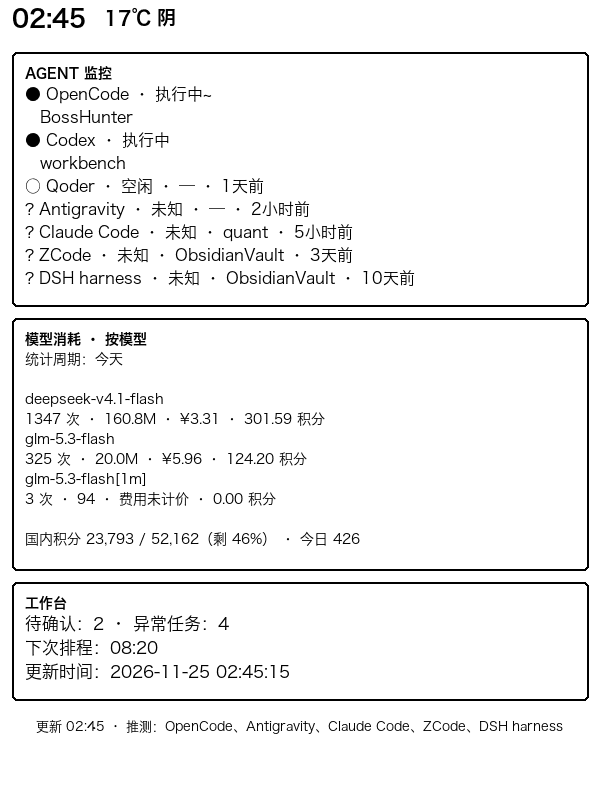 02:45 17℃ 阴
AGENT 监控
● OpenCode · 执行中~
BossHunter
● Codex · 执行中
workbench
○ Qoder · 空闲 · — · 1天前
? Antigravity · 未知 · — · 2小时前
? Claude Code · 未知 · quant · 5小时前
? ZCode · 未知 · ObsidianVault · 3天前
? DSH harness · 未知 · ObsidianVault · 10天前
模型消耗 · 按模型
统计周期：今天
deepseek-v4.1-flash
1347 次 · 160.8M · ¥3.31 · 301.59 积分
glm-5.3-flash
325 次 · 20.0M · ¥5.96 · 124.20 积分
glm-5.3-flash[1m]
3 次 · 94 · 费用未计价 · 0.00 积分
国内积分 23,793 / 52,162（剩 46%） · 今日 426
工作台
待确认：2 · 异常任务：4
下次排程：08:20
更新时间：2026-11-25 02:45:15
更新 02:45 · 推测：OpenCode、Antigravity、Claude Code、ZCode、DSH harness